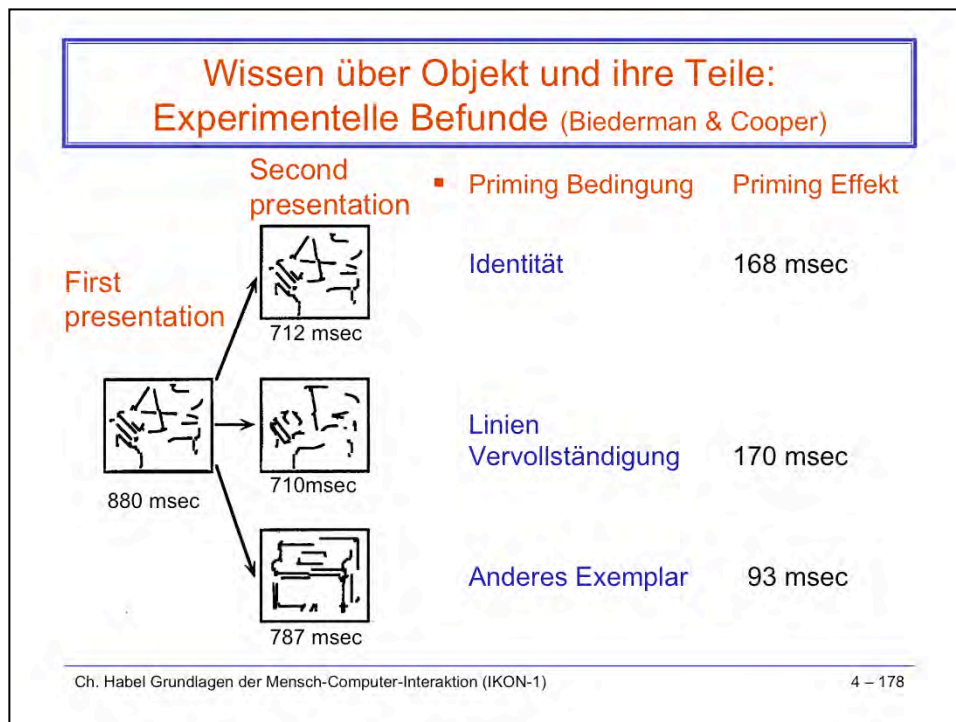 Wissen über Objekt und ihre Teile:
Experimentelle Befunde (Biederman & Cooper)
First
presentation
880 msec
Second
presentation
712 msec
710msec
787 msec
▪ Priming Bedingung Priming Effekt
Identität 168 msec
Linien
Vervollständigung 170 msec
Anderes Exemplar 93 msec
Ch. Habel Grundlagen der Mensch-Computer-Interaktion (IKON-1) 4 – 178